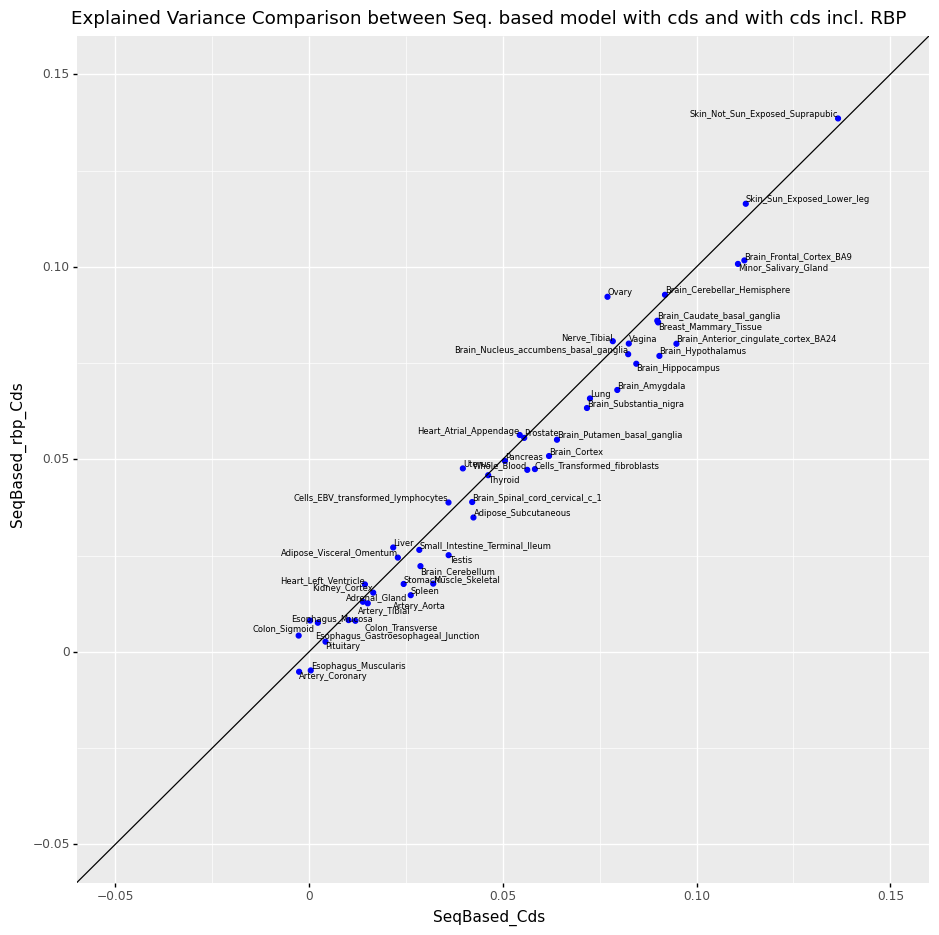 Explained Variance Comparison between Seq. based model with cds and with cds incl. RBP
0.15
Skin_Not_Sun_Exposed_Suprapubic
Skin_Sun_Exposed_Lower_leg
0.10
Brain_Frontal_Cortex_BA9
Minor_Salivary_Gland
Ovary
Brain_Cerebellar_Hemisphere
Brain_Caudate_basal_ganglia
Breast_Mammary_Tissue
Nerve_Tibial
Vagina
Brain_Anterior_cingulate_cortex_BA24
Brain_Nucleus_accumbens_basal_ganglia
Brain_Hypothalamus
Brain_Hippocampus
Brain_Amygdala
Lung
Brain_Substantia_nigra
Heart_Atrial_Appendage
Prostate
Brain_Putamen_basal_ganglia
Brain_Cortex
0.05
Pancreas
Uterus
Whole_Blood
Cells_Transformed_fibroblasts
Thyroid
Cells_EBV_transformed_lymphocytes
Brain_Spinal_cord_cervical_c_1
Adipose_Subcutaneous
Liver
Small_Intestine_Terminal_Ileum
Adipose_Visceral_Omentum
Testis
Brain_Cerebellum
Heart_Left_Ventricle
Stomach
Muscle_Skeletal
Kidney_Cortex
Spleen
Adrenal_Gland
Artery_Aorta
Artery_Tibial
Esophagus_Mucosa
Colon_Sigmoid
Colon_Transverse
Esophagus_Gastroesophageal_Junction
Pituitary
0
Esophagus_Muscularis
Artery_Coronary
−0.05
SeqBased_rbp_Cds
−0.05 0 0.05 0.10 0.15
SeqBased_Cds